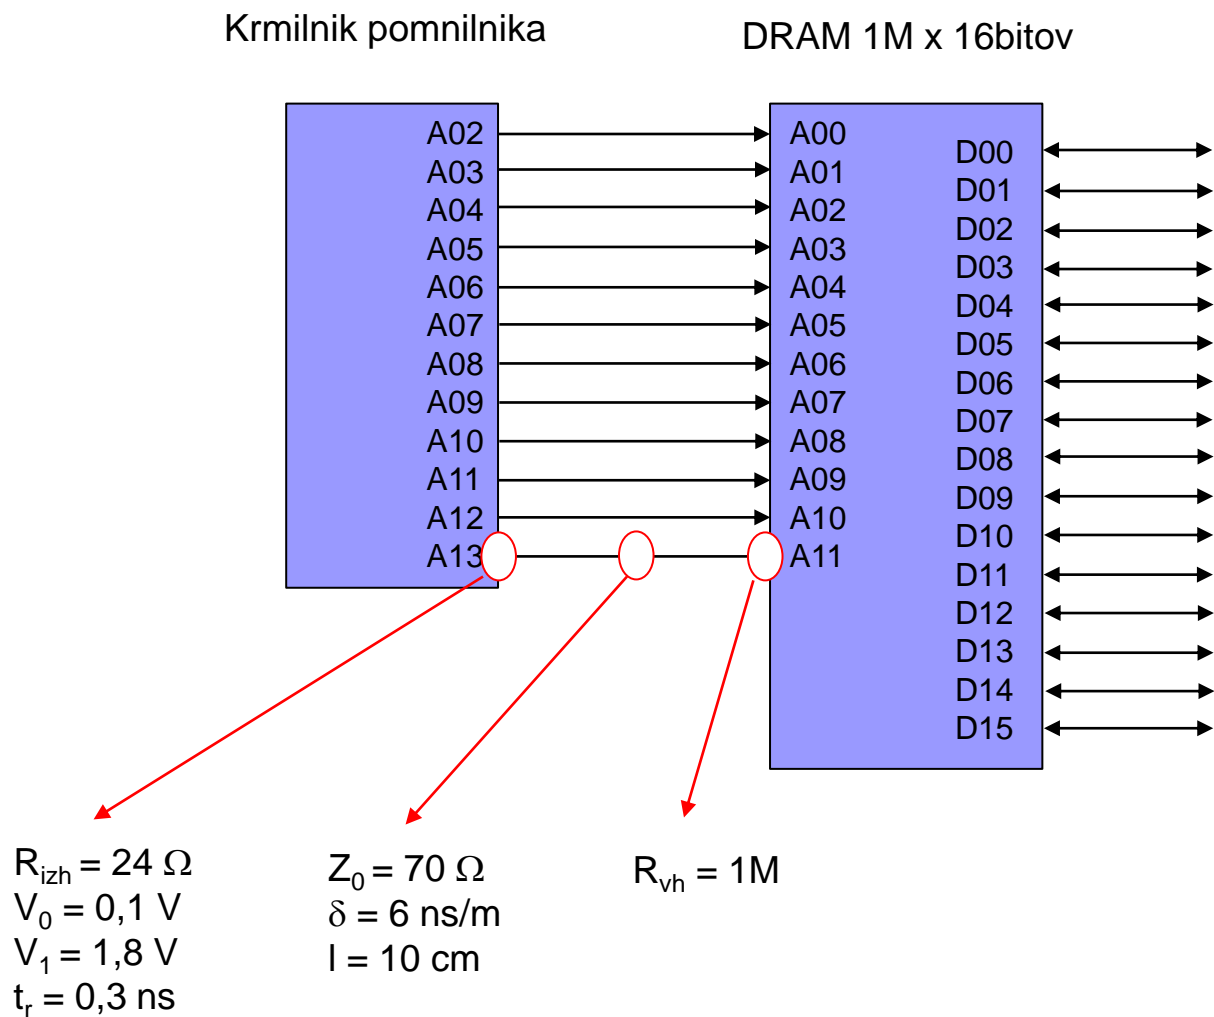 Krmilnik pomnilnika
DRAM 1M x 16bitov
A02
A03
A04
A05
A06
A07
A08
A09
A10
A11
A12
A13
A00
A01
A02
A03
A04
A05
A06
A07
A08
A09
A10
A11
D00
D01
D02
D03
D04
D05
D06
D07
D08
D09
D10
D11
D12
D13
D14
D15
R_izh = 24 Ω
V_0 = 0,1 V
V_1 = 1,8 V
t_r = 0,3 ns
Z_0 = 70 Ω
δ = 6 ns/m
l = 10 cm
R_vh = 1M